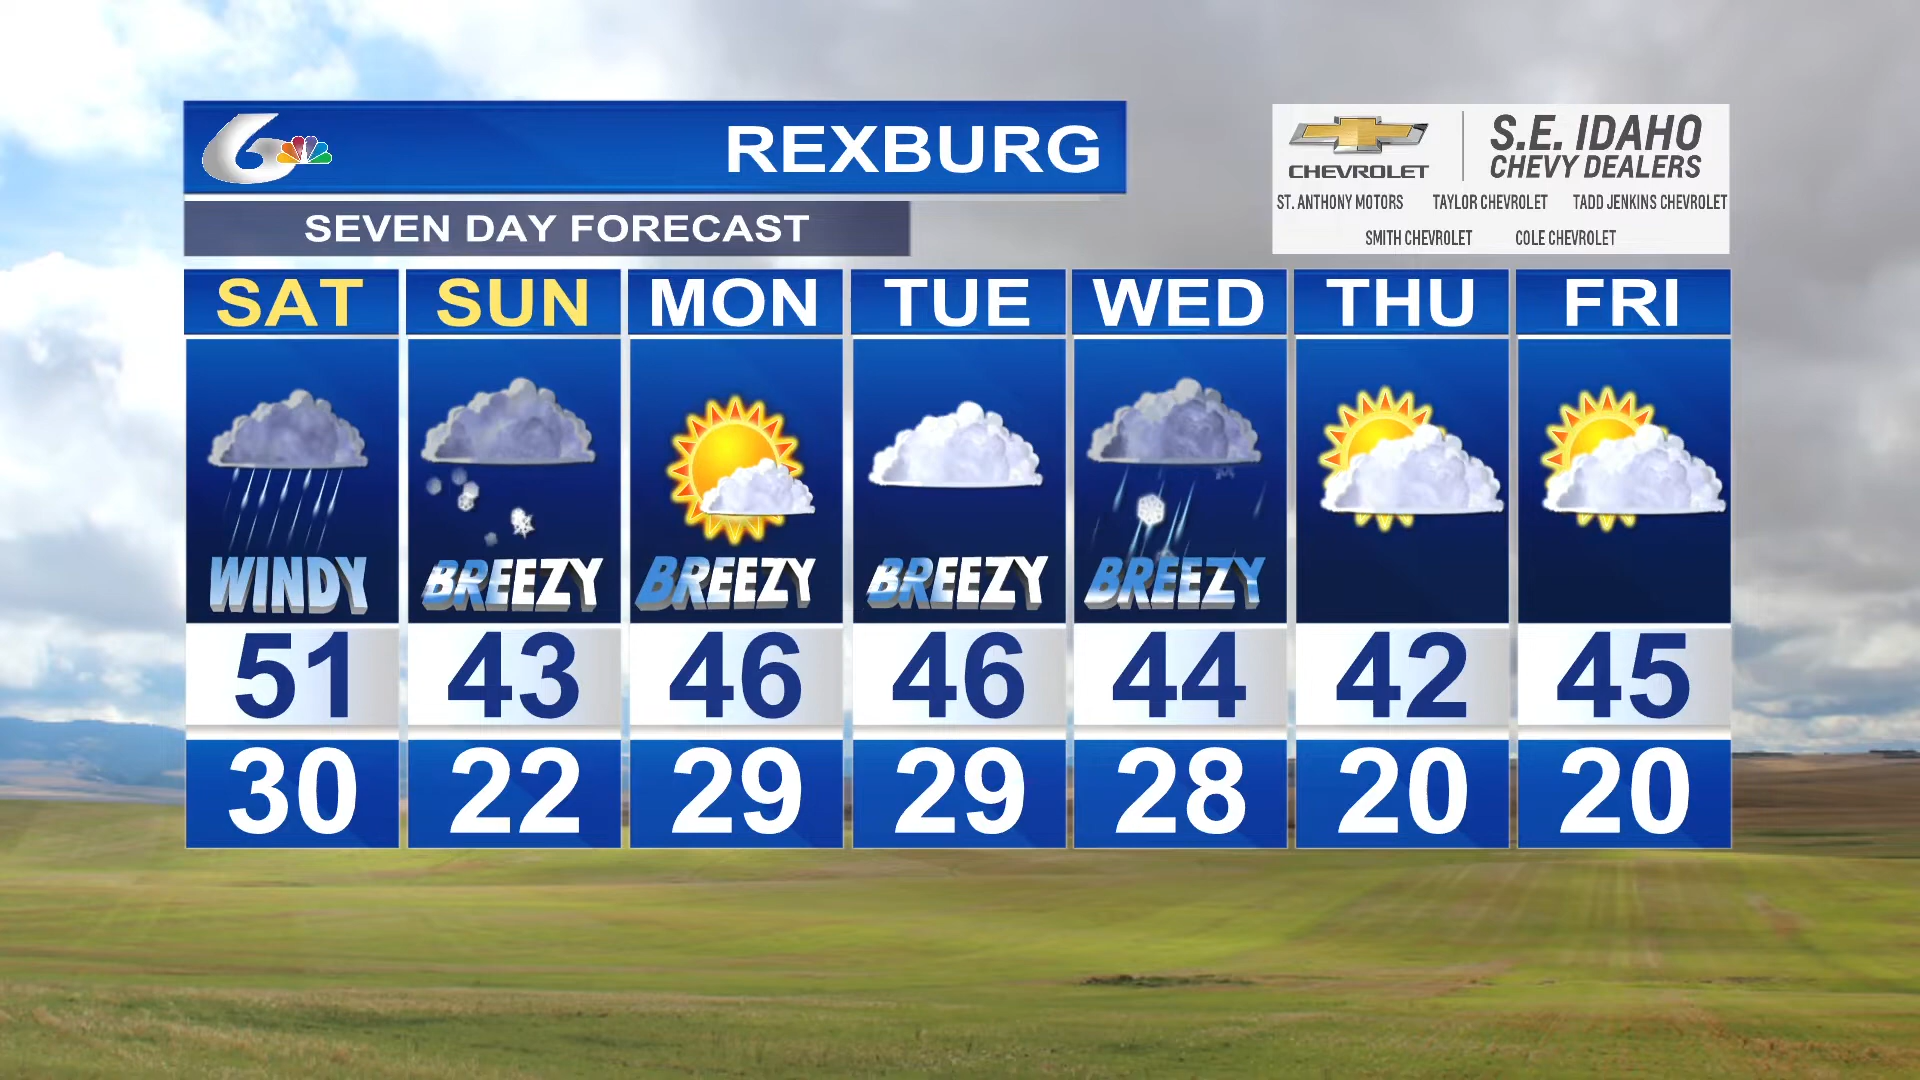 6
REXBURG
SEVEN DAY FORECAST
CHEVROLET
S.E. IDAHO
CHEVY DEALERS
ST. ANTHONY MOTORS TAYLOR CHEVROLET TADD JENKINS CHEVROLET
SMITH CHEVROLET COLE CHEVROLET
SAT SUN MON TUE WED THU FRI
WINDY BREEZY BREEZY BREEZY BREEZY
51 43 46 46 44 42 45
30 22 29 29 28 20 20